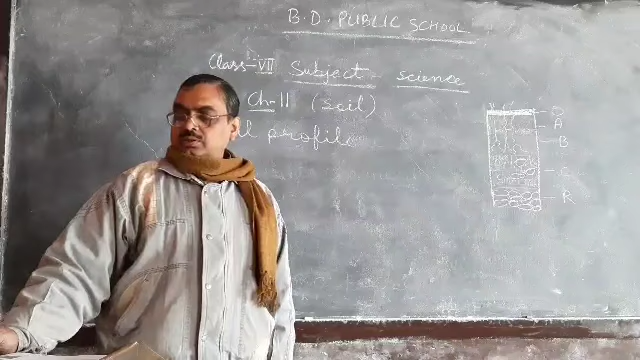 B.D. PUBLIC SCHOOL
Class-VII Subject science
Ch-11 (Soil)
profile
O
A
B
C
R